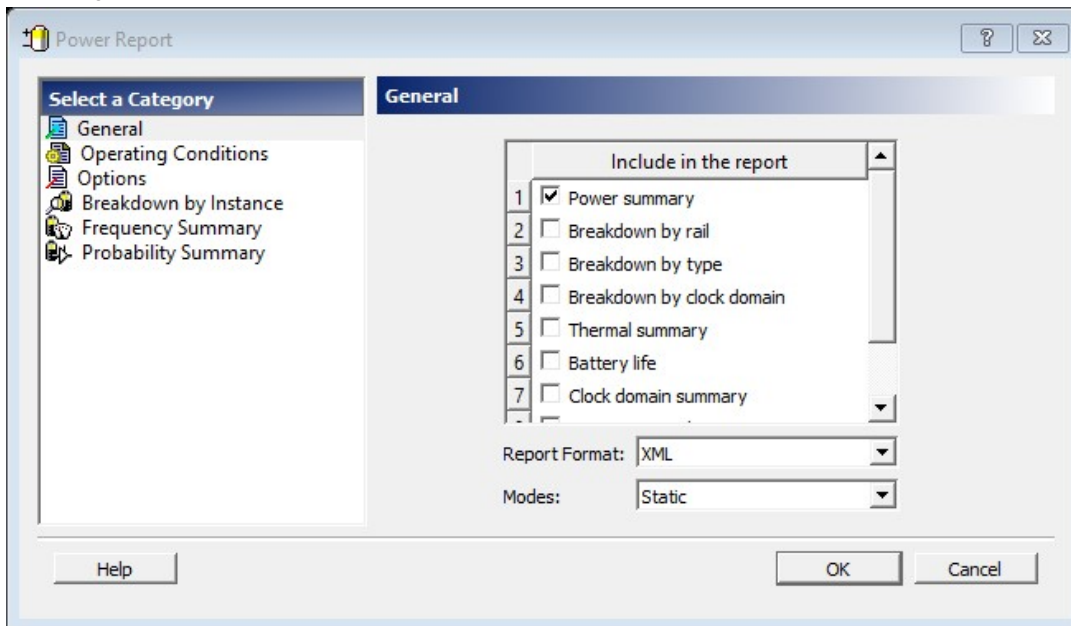 Power Report
Select a Category
General
Operating Conditions
Options
Breakdown by Instance
Frequency Summary
Probability Summary
General
Include in the report
1 Power summary
2 Breakdown by rail
3 Breakdown by type
4 Breakdown by clock domain
5 Thermal summary
6 Battery life
7 Clock domain summary
Report Format: XML
Modes: Static
Help
OK
Cancel